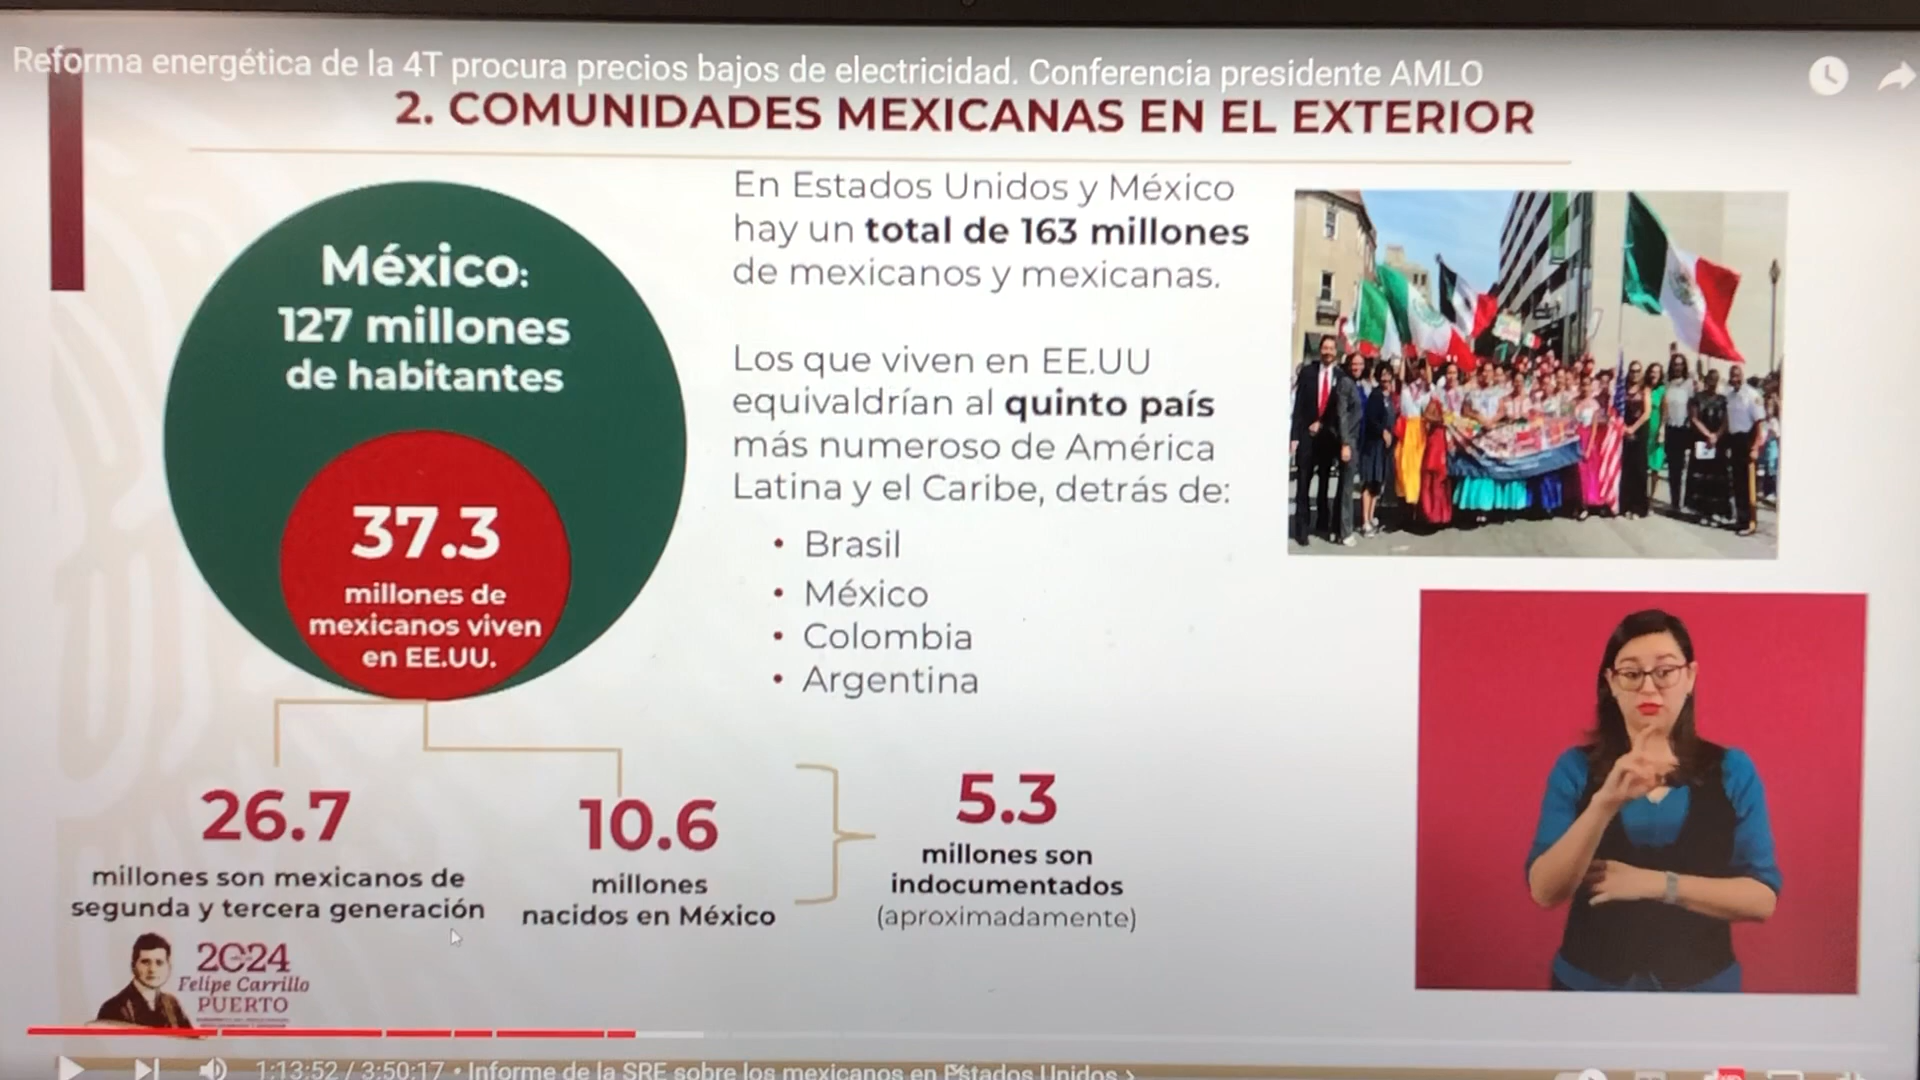 Reforma energética de la 4T procura precios bajos de electricidad. Conferencia presidente AMLO
2. COMUNIDADES MEXICANAS EN EL EXTERIOR
México:
127 millones
de habitantes
37.3
millones de
mexicanos viven
en EE.UU.
En Estados Unidos y México
hay un total de 163 millones
de mexicanos y mexicanas.
Los que viven en EE.UU
equivaldrían al quinto país
más numeroso de América
Latina y el Caribe, detrás de:
• Brasil
• México
• Colombia
• Argentina
26.7
millones son mexicanos de
segunda y tercera generación
10.6
millones
nacidos en México
5.3
millones son
indocumentados
(aproximadamente)
2024
Felipe Carrillo
PUERTO
1:13:52 / 3:50:17 • Informe de la SRE sobre los mexicanos en Estados Unidos ›